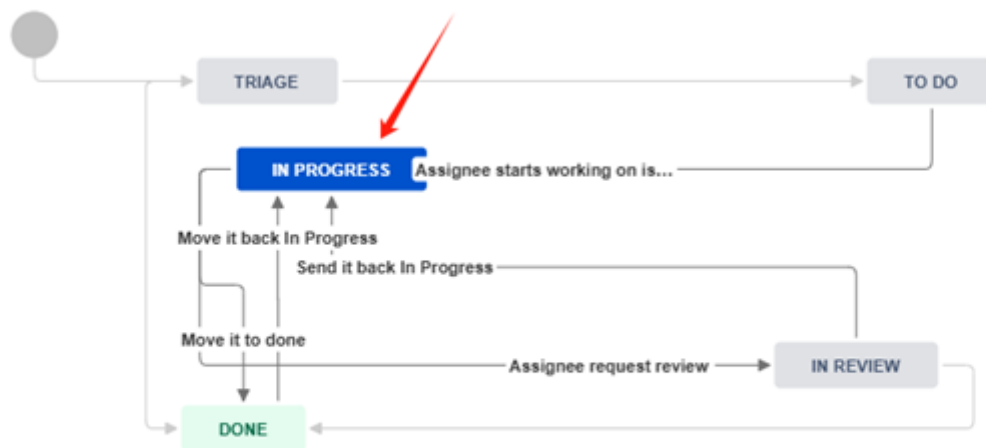 TRIAGE
TO DO
IN PROGRESS
Assignee starts working on is...
Move it back In Progress
Send it back In Progress
Move it to done
Assignee request review
IN REVIEW
DONE